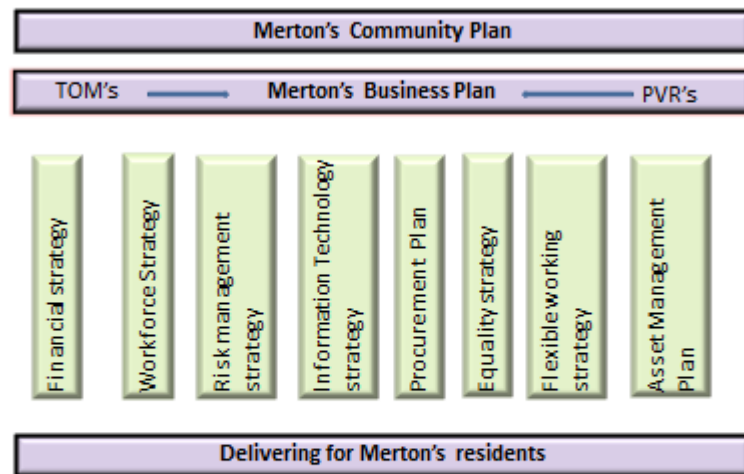 Merton's Community Plan
TOM's Merton's Business Plan PVR's
Financial strategy
Workforce Strategy
Risk management
strategy
Information Technology
strategy
Procurement Plan
Equality strategy
Flexible working
strategy
Asset Management
Plan
Delivering for Merton's residents